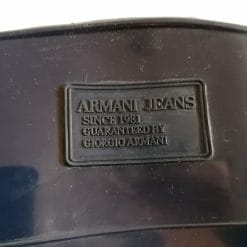 ARMANI JEANS
SINCE 1981
GUARANTEED BY
GIORGIO ARMANI